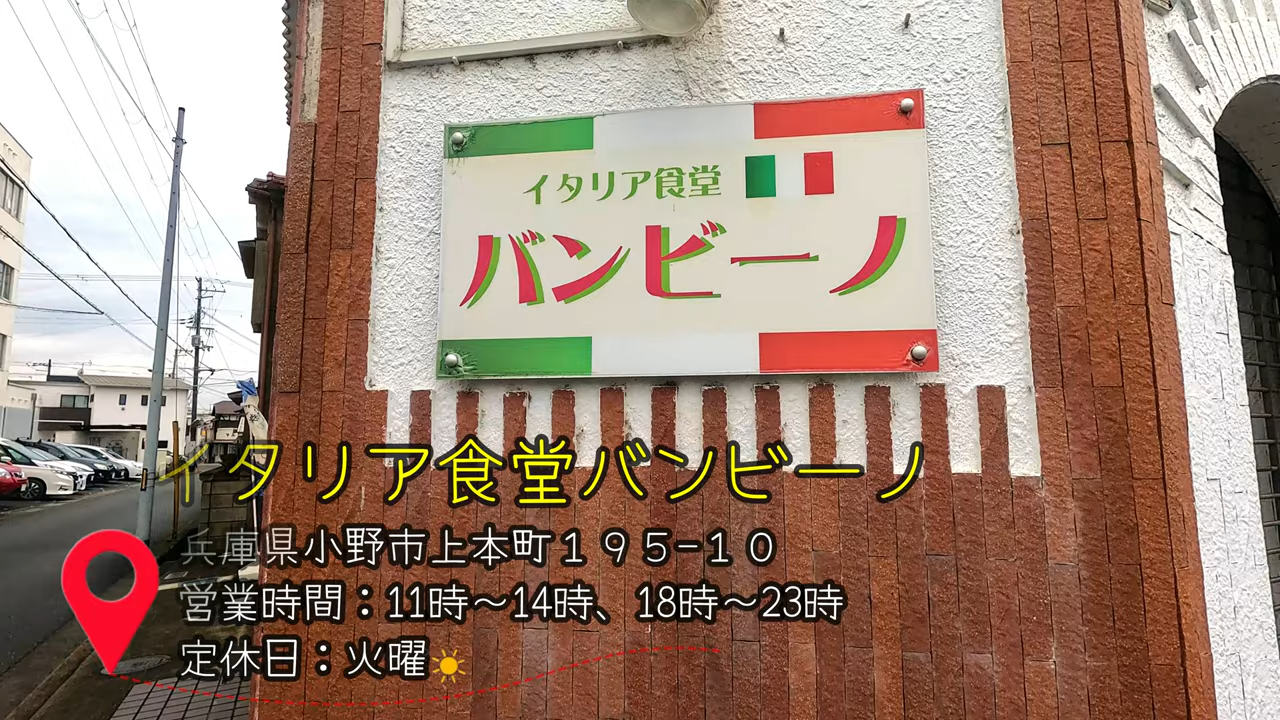 イタリア食堂
バンビーノ
イタリア食堂バンビーノ
兵庫県小野市上本町１９５−１０
営業時間：11時〜14時、18時〜23時
定休日：火曜